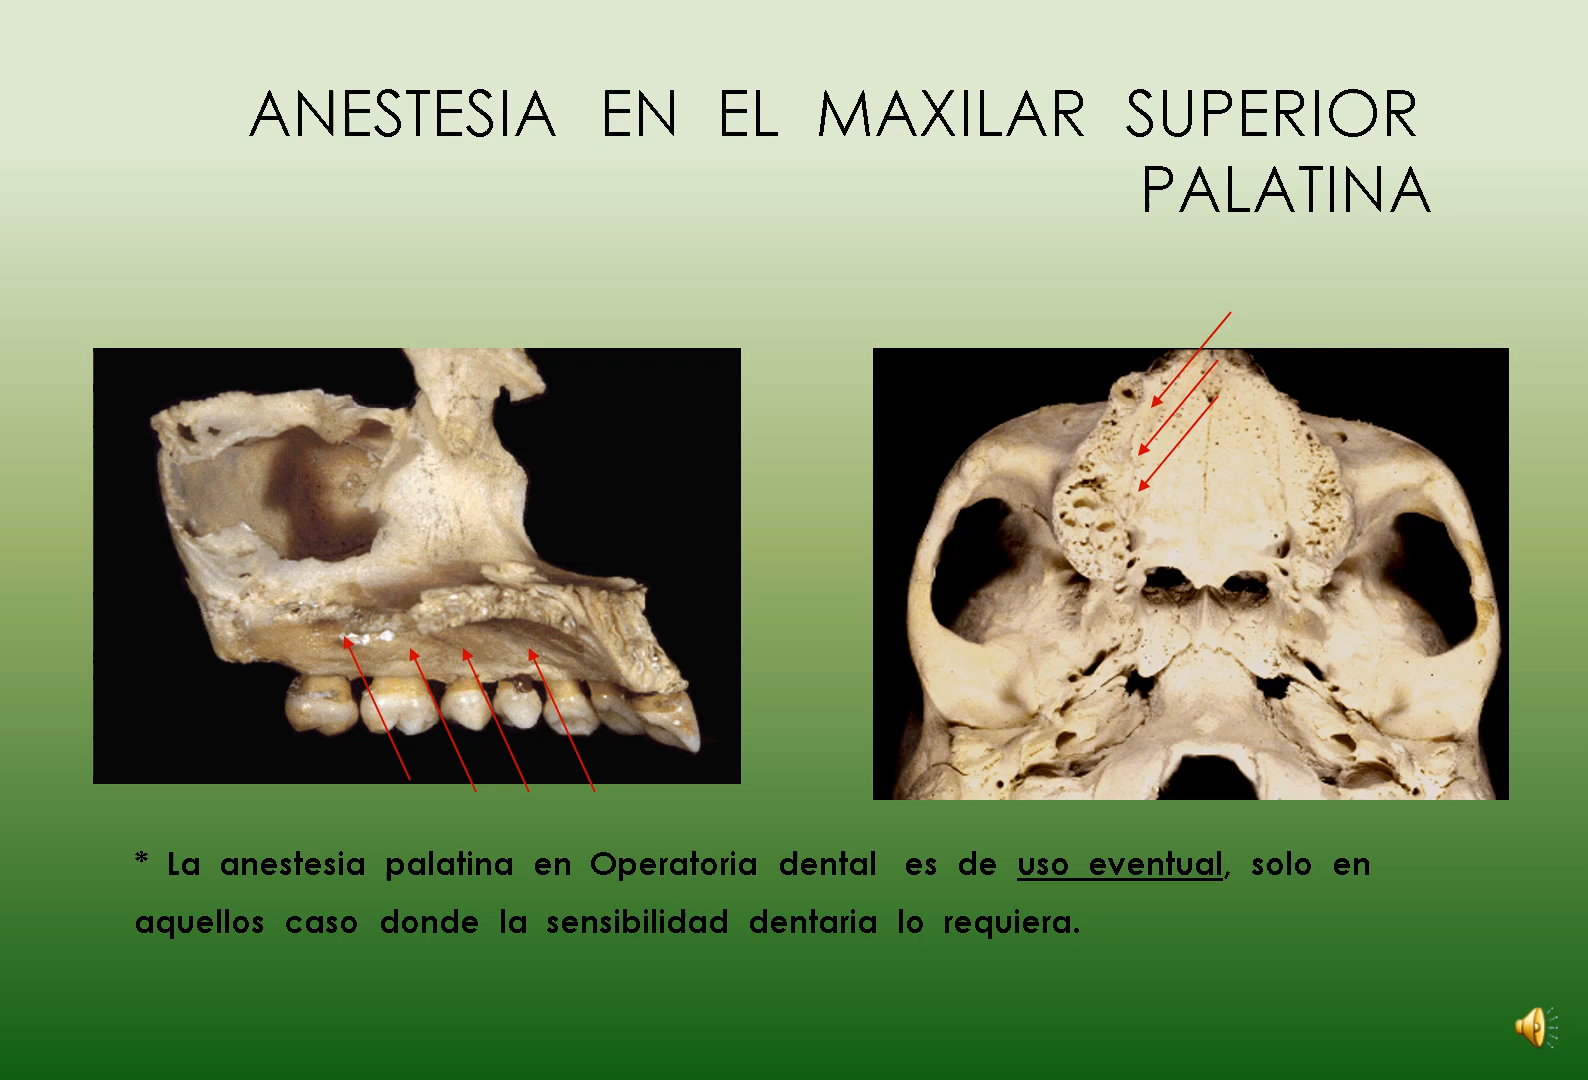 ANESTESIA EN EL MAXILAR SUPERIOR
PALATINA
* La anestesia palatina en Operatoria dental es de uso eventual, solo en
aquellos caso donde la sensibilidad dentaria lo requiera.